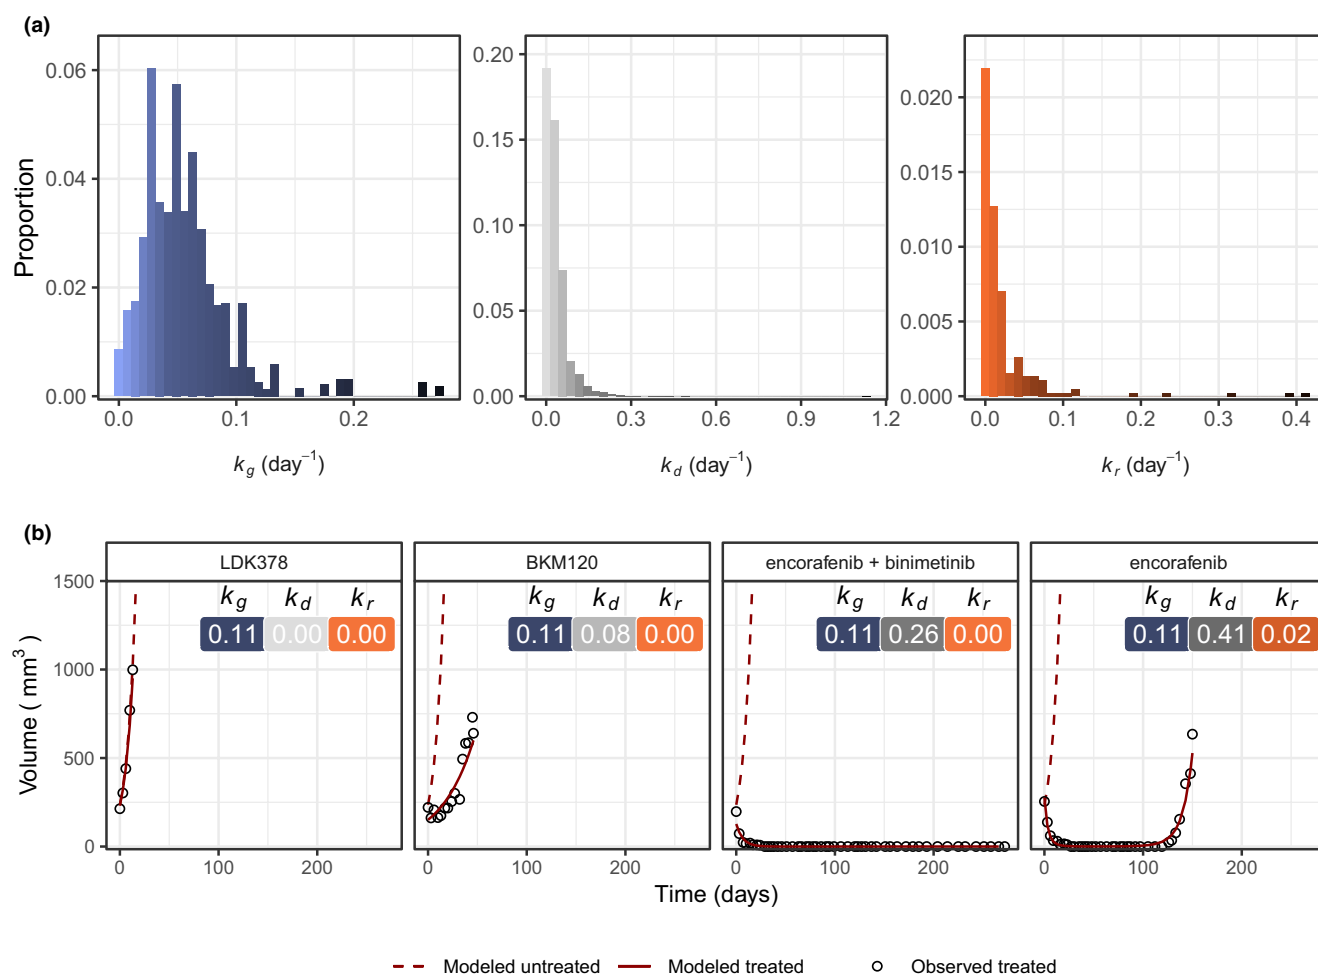 (a)
Proportion
0.06
0.04
0.02
0.00
0.0 0.1 0.2
k_g (day⁻¹)
0.20
0.15
0.10
0.05
0.00
0.0 0.3 0.6 0.9 1.2
k_d (day⁻¹)
0.020
0.015
0.010
0.005
0.000
0.0 0.1 0.2 0.3 0.4
k_r (day⁻¹)
(b)
LDK378 BKM120 encorafenib + binimetinib encorafenib
Volume ( mm³)
1500
1000
500
0
k_g k_d k_r
0.11 0.00 0.00
k_g k_d k_r
0.11 0.08 0.00
k_g k_d k_r
0.11 0.26 0.00
k_g k_d k_r
0.11 0.41 0.02
0 100 200 0 100 200 0 100 200 0 100 200
Time (days)
Modeled untreated Modeled treated Observed treated